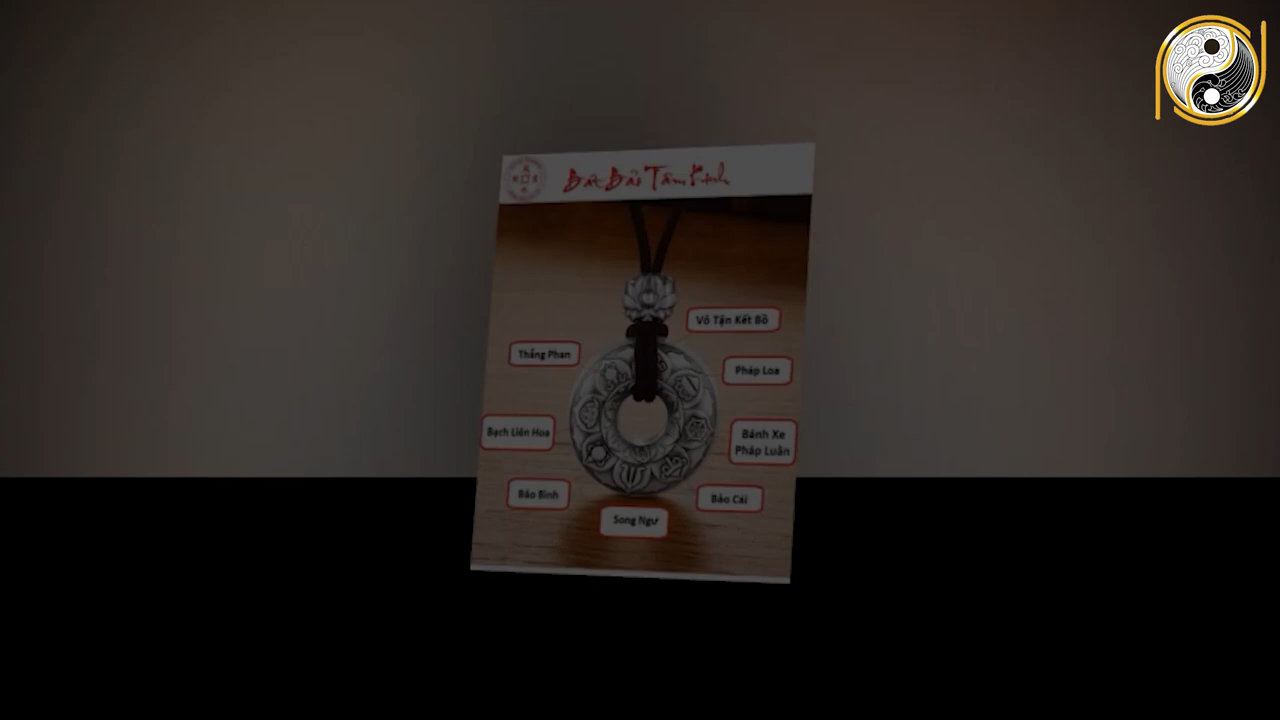 Bát Bảo Tâm Kinh
Vô Tận Kết Bồ
Thắng Phan
Pháp Loa
Bạch Liên Hoa
Bánh Xe
Pháp Luân
Bảo Bình
Bảo Cái
Song Ngư